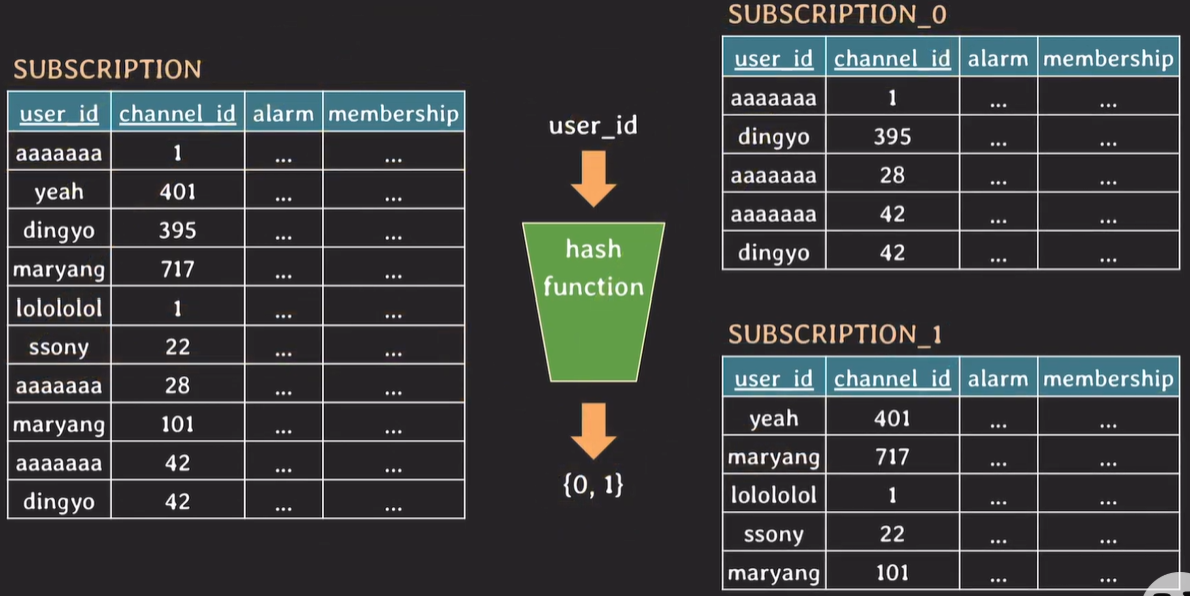 SUBSCRIPTION
user_id channel_id alarm membership
aaaaaaa 1 ... ...
yeah 401 ... ...
dingyo 395 ... ...
maryang 717 ... ...
lolololol 1 ... ...
ssony 22 ... ...
aaaaaaa 28 ... ...
maryang 101 ... ...
aaaaaaa 42 ... ...
dingyo 42 ... ...
user_id
hash
function
{0, 1}
SUBSCRIPTION_0
user_id channel_id alarm membership
aaaaaaa 1 ... ...
dingyo 395 ... ...
aaaaaaa 28 ... ...
aaaaaaa 42 ... ...
dingyo 42 ... ...
SUBSCRIPTION_1
user_id channel_id alarm membership
yeah 401 ... ...
maryang 717 ... ...
lolololol 1 ... ...
ssony 22 ... ...
maryang 101 ... ...